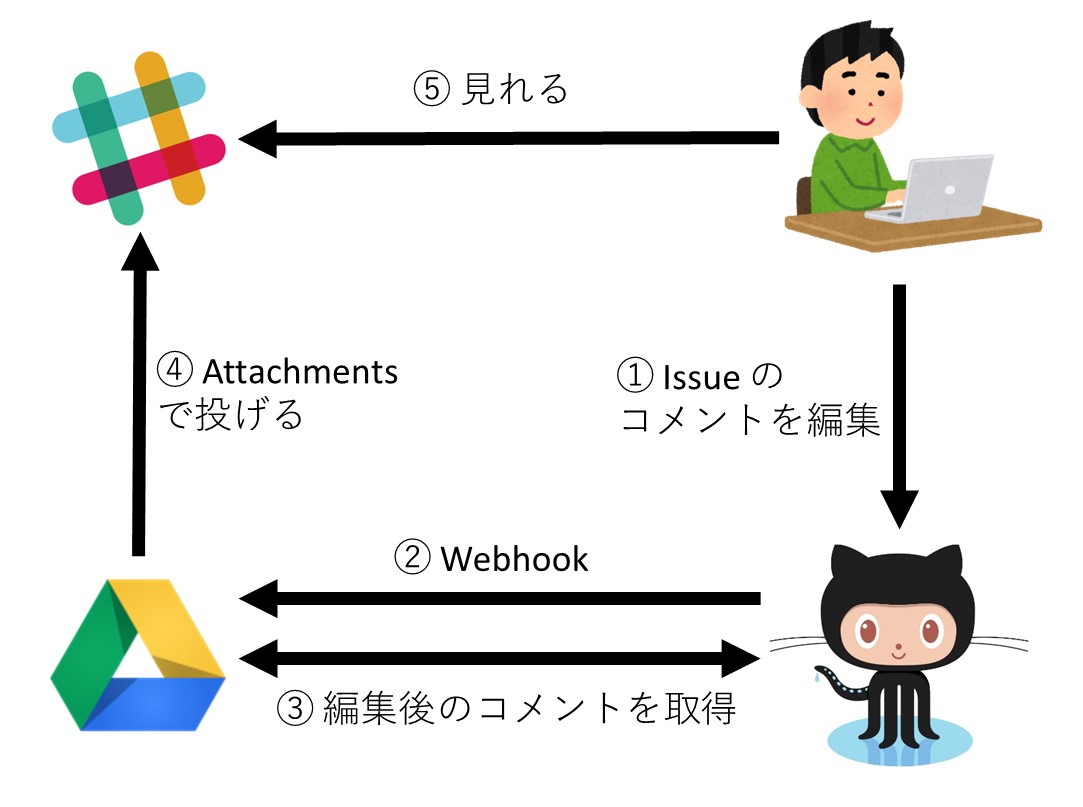 ⑤ 見れる
④ Attachments
で投げる
① Issue の
コメントを編集
② Webhook
③ 編集後のコメントを取得